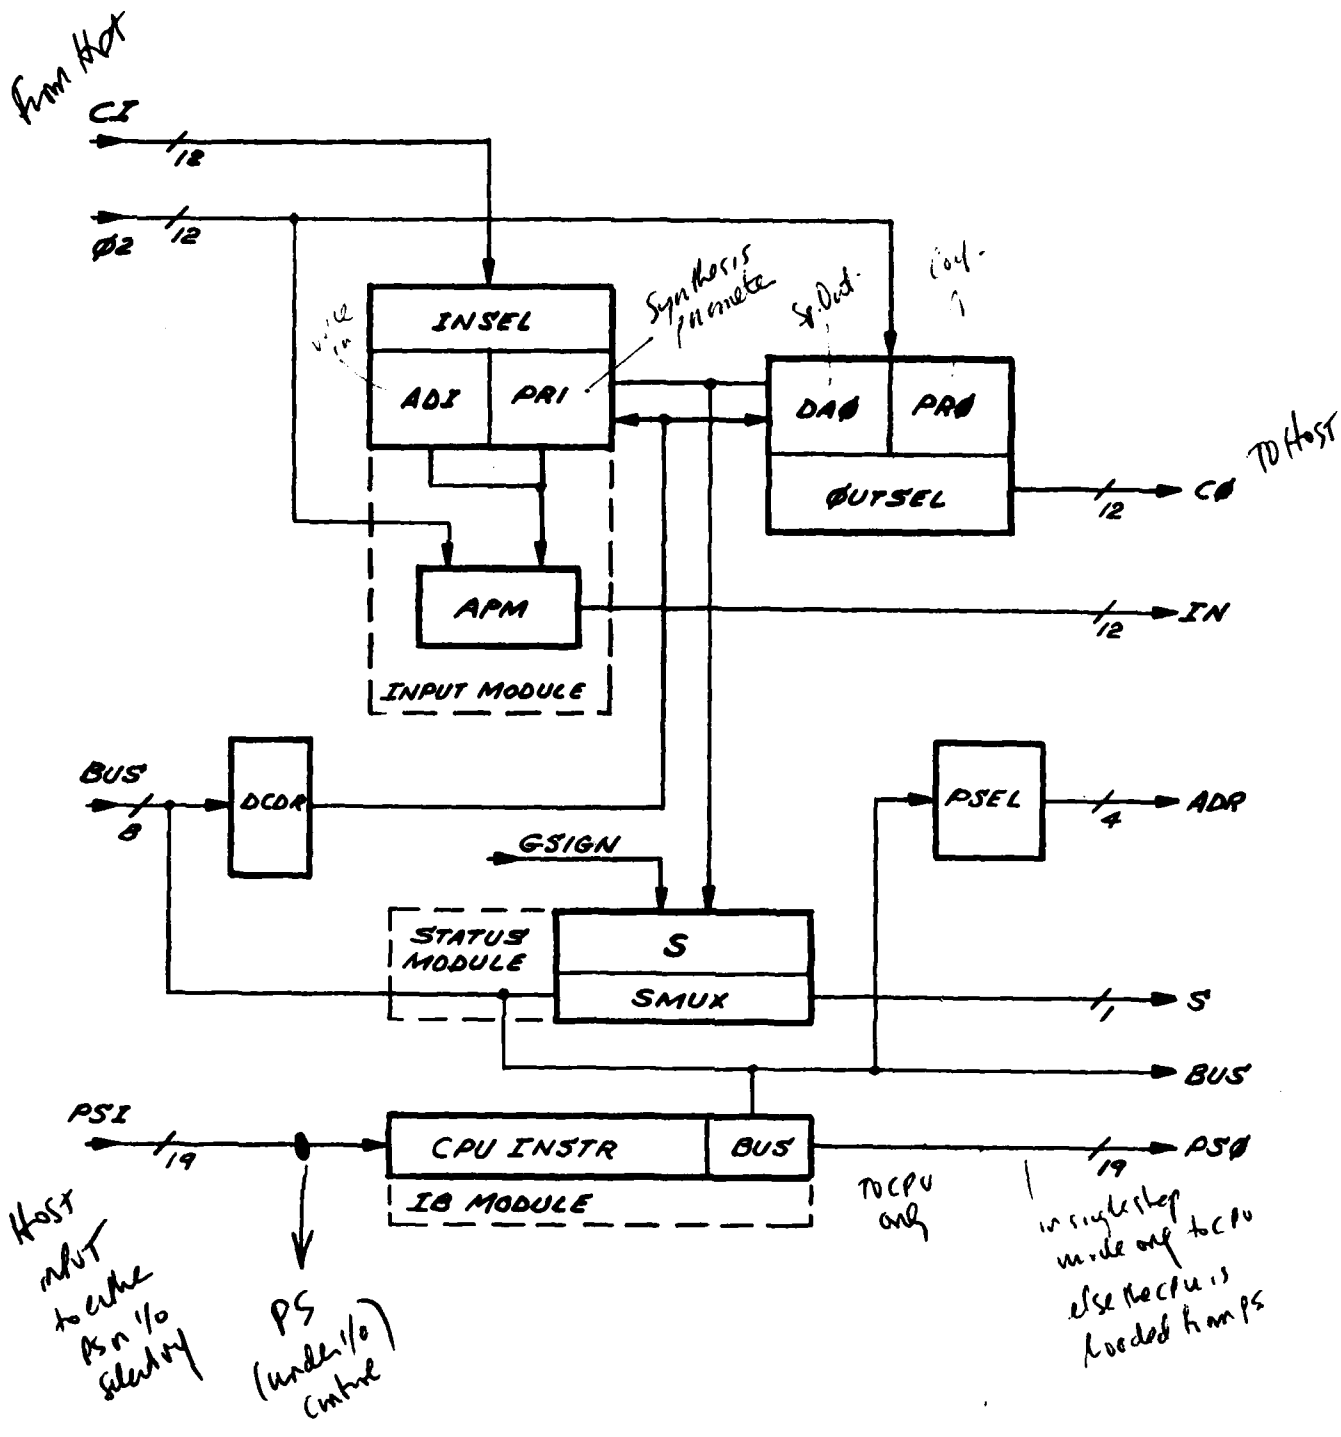 From Host
CI
12
Ø2
12
INSEL
ADI
PRI
voice
in
Synthesis
parameter
Sp. Out.
DAØ
PRØ
ØUTSEL
TO HOST
CØ
12
APM
IN
12
INPUT MODULE
BUS
8
DCDR
PSEL
ADR
4
GSIGN
STATUS
MODULE
S
SMUX
S
1
BUS
PSI
19
CPU INSTR
BUS
PSØ
19
IB MODULE
TO CPU
only
in single step
mode only to CPU
else the CPU is
loaded from PS
HOST
INPUT
to either
PS or I/O
PS
(under I/O)